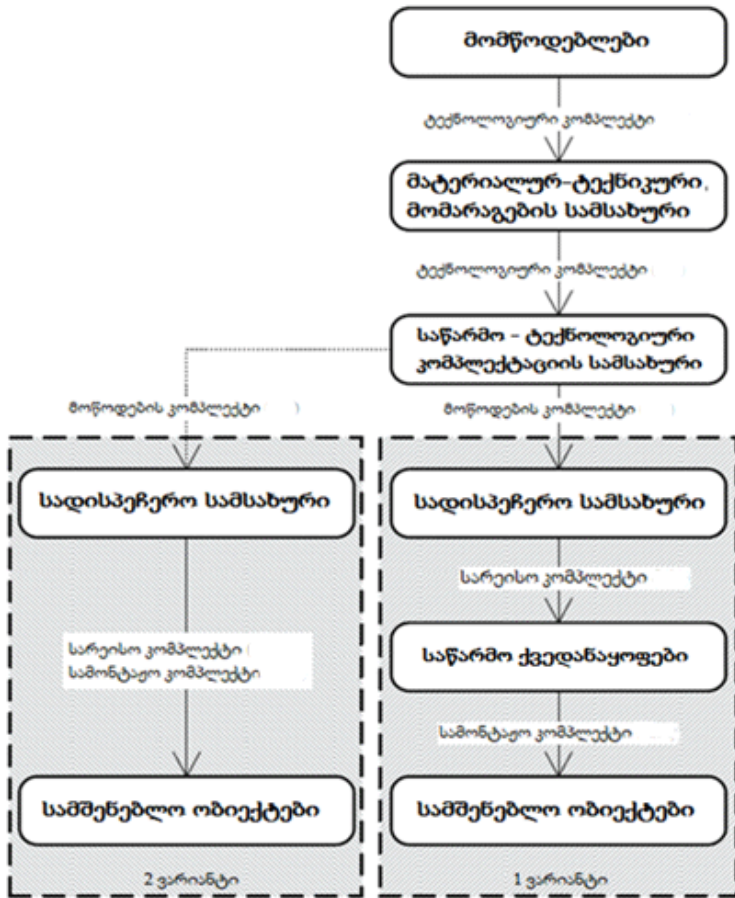 მომწოდებლები
ტექნოლოგიური კომპლექტი
მატერიალურ-ტექნიკური,
მომარაგების სამსახური
ტექნოლოგიური კომპლექტი (
საწარმო - ტექნოლოგიური
კომპლექტაციის სამსახური
მოწოდების კომპლექტი ( )
მოწოდების კომპლექტი ( )
სადისპეჩერო სამსახური
სადისპეჩერო სამსახური
სარეისო კომპლექტი
სარეისო კომპლექტი (
სამონტაჟო კომპლექტი
საწარმო ქვედანაყოფები
სამონტაჟო კომპლექტი
სამშენებლო ობიექტები
სამშენებლო ობიექტები
2 ვარიანტი
1 ვარიანტი